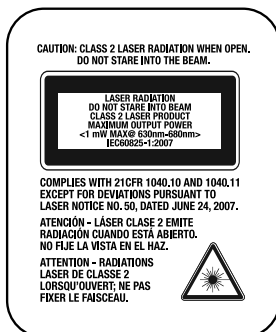 CAUTION: CLASS 2 LASER RADIATION WHEN OPEN.
DO NOT STARE INTO THE BEAM.
LASER RADIATION
DO NOT STARE INTO BEAM
CLASS 2 LASER PRODUCT
MAXIMUM OUTPUT POWER
<1 mW MAX@ 630nm-680nm>
IEC60825-1:2007
COMPLIES WITH 21CFR 1040.10 AND 1040.11
EXCEPT FOR DEVIATIONS PURSUANT TO
LASER NOTICE NO. 50, DATED JUNE 24, 2007.
ATENCIÓN - LÁSER CLASE 2 EMITE
RADIACIÓN CUANDO ESTÁ ABIERTO.
NO FIJE LA VISTA EN EL HAZ.
ATTENTION - RADIATIONS
LASER DE CLASSE 2
LORSQU'OUVERT; NE PAS
FIXER LE FAISCEAU.